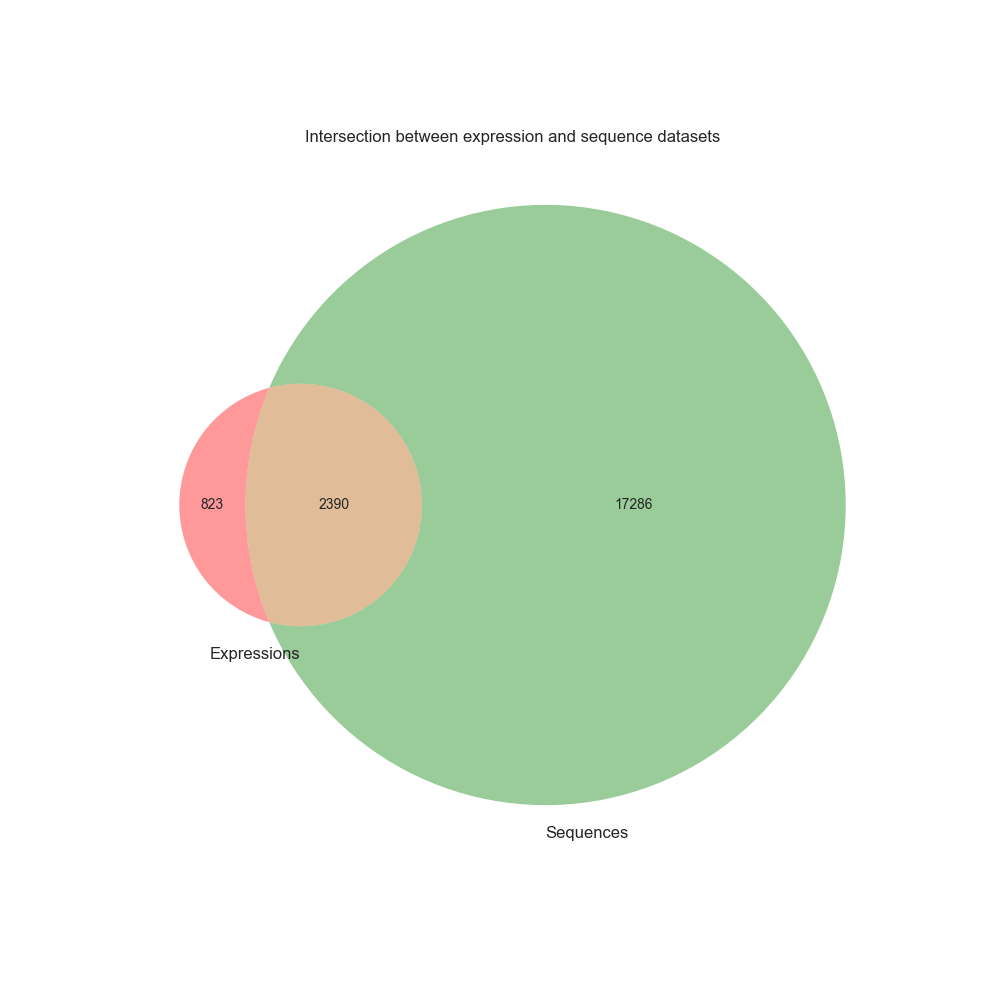 Intersection between expression and sequence datasets
823
2390
17286
Expressions
Sequences